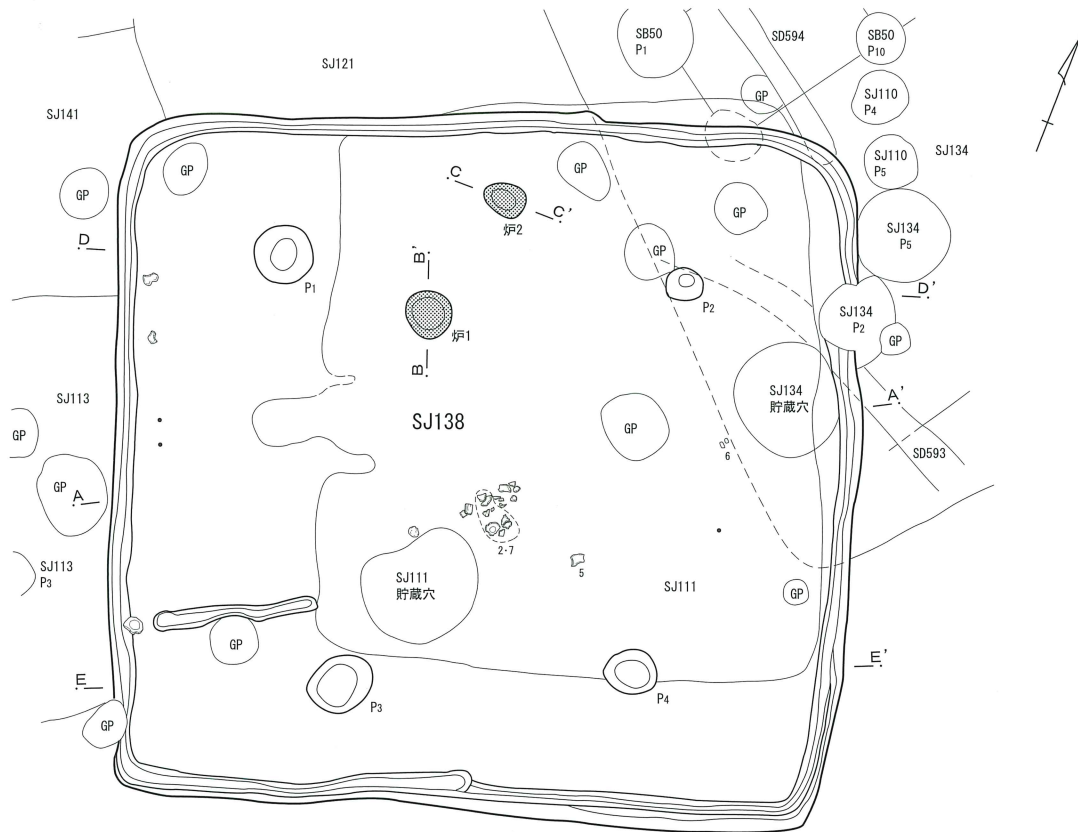 SB50
P1
SD594
SB50
P10
SJ121
SJ141
GP
SJ110
P4
SJ134
SJ110
P5
GP
GP
GP
C
C'
炉2
GP
SJ134
P5
D
B'
GP
P1
P2
D'
SJ134
P2
GP
炉1
B
SJ134
貯蔵穴
A'
SJ113
SJ138
GP
GP
SD593
6
GP
A
2・7
SJ113
P3
SJ111
貯蔵穴
5
SJ111
GP
GP
E
E'
P3
P4
GP